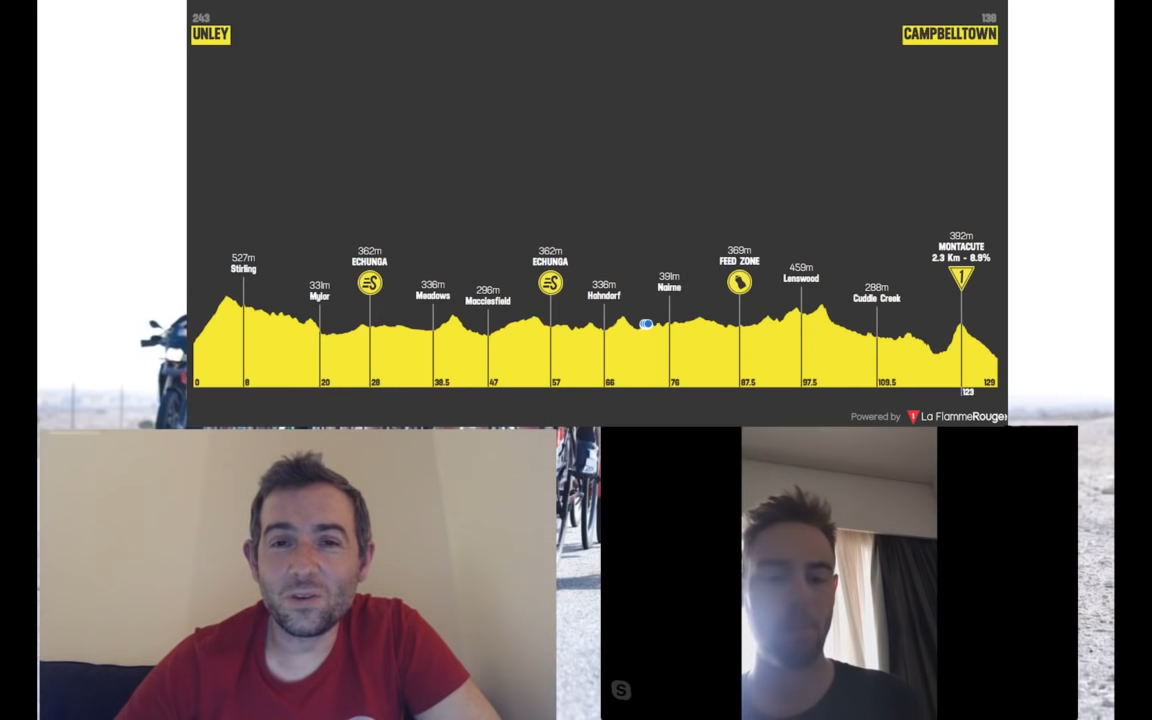 243
UNLEY
138
CAMPBELLTOWN
527m
Stirling
331m
Mylor
362m
ECHUNGA
S
336m
Meadows
296m
Macclesfield
362m
ECHUNGA
S
336m
Hahndorf
391m
Nairne
369m
FEED ZONE
459m
Lenswood
288m
Cuddle Creek
392m
MONTACUTE
2.3 Km - 8.9%
1
0
8
20
28
38.5
47
57
66
76
87.5
97.5
109.5
123
129
Powered by La FlammeRouge
S